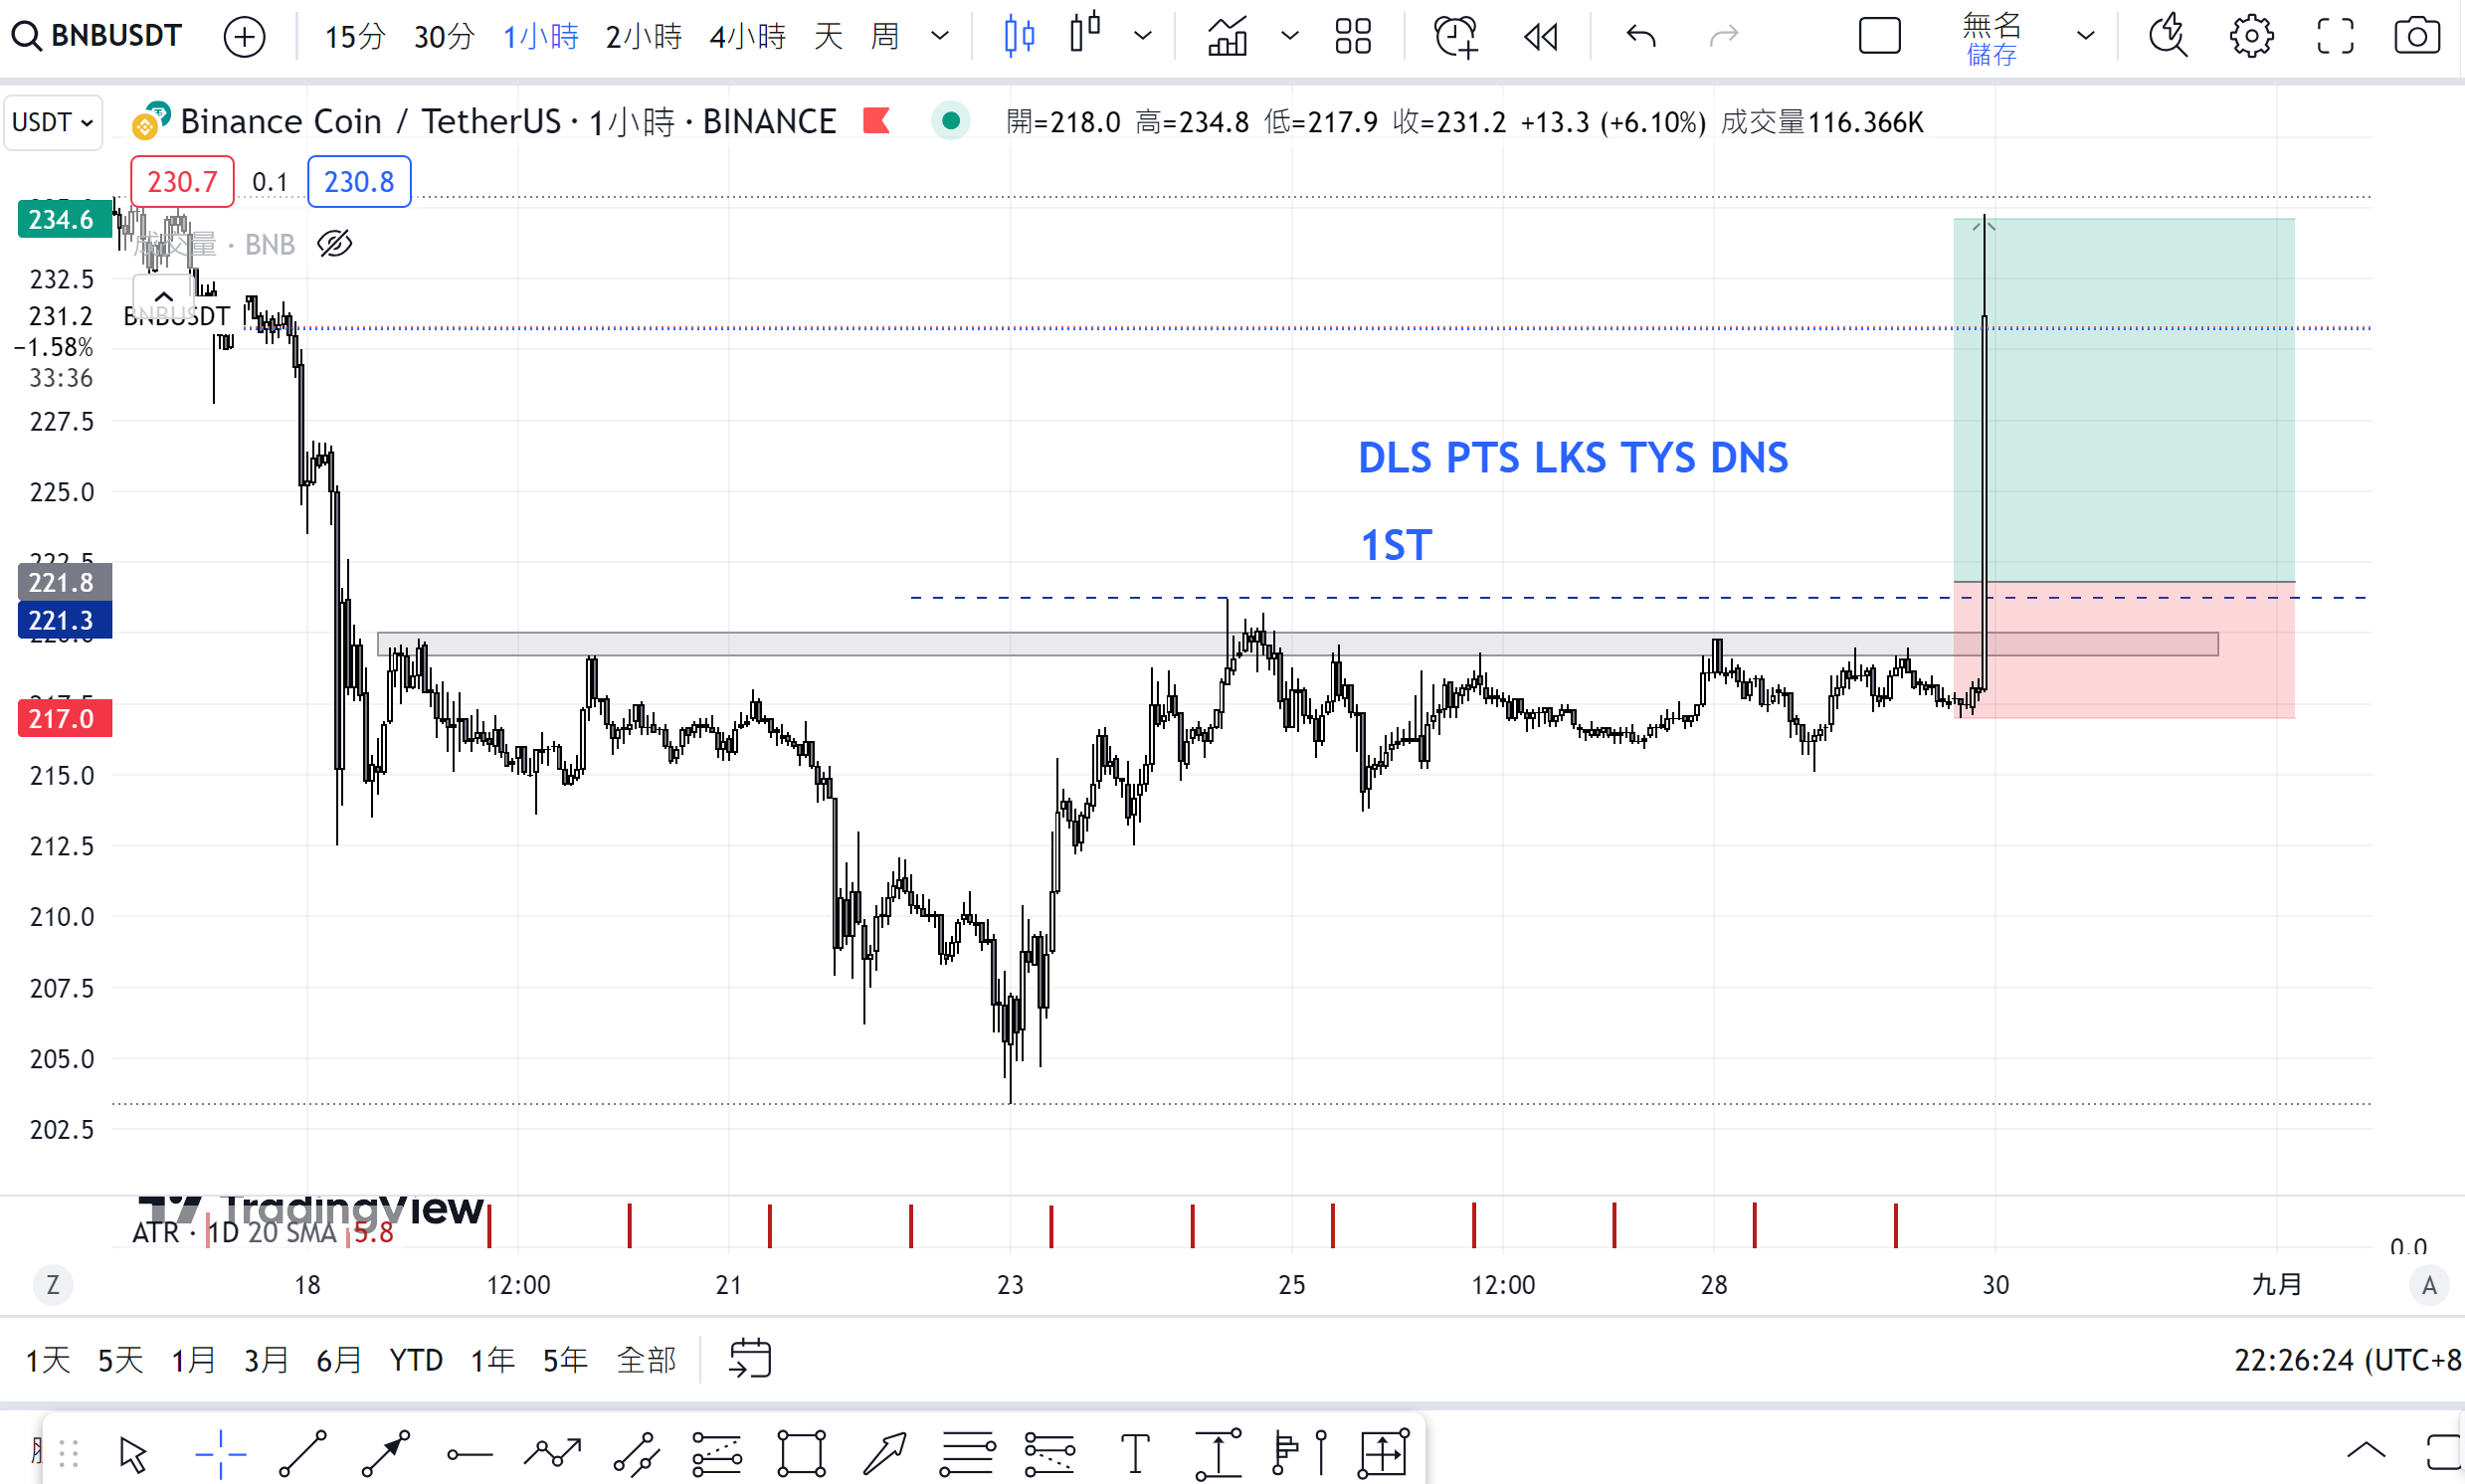 BNBUSDT 15分 30分 1小時 2小時 4小時 天 周 無名
儲存
USDT Binance Coin / TetherUS · 1小時 · BINANCE 開=218.0 高=234.8 低=217.9 收=231.2 +13.3 (+6.10%) 成交量116.366K
230.7 0.1 230.8
234.6
成交量 · BNB
232.5
231.2 BNBUSDT
−1.58%
33:36
227.5
DLS PTS LKS TYS DNS
225.0
1ST
222.5
221.8
221.3
217.5
217.0
215.0
212.5
210.0
207.5
205.0
202.5
TradingView
ATR · 1D 20 SMA 5.8
0.0
Z 18 12:00 21 23 25 12:00 28 30 九月 A
1天 5天 1月 3月 6月 YTD 1年 5年 全部 22:26:24 (UTC+8